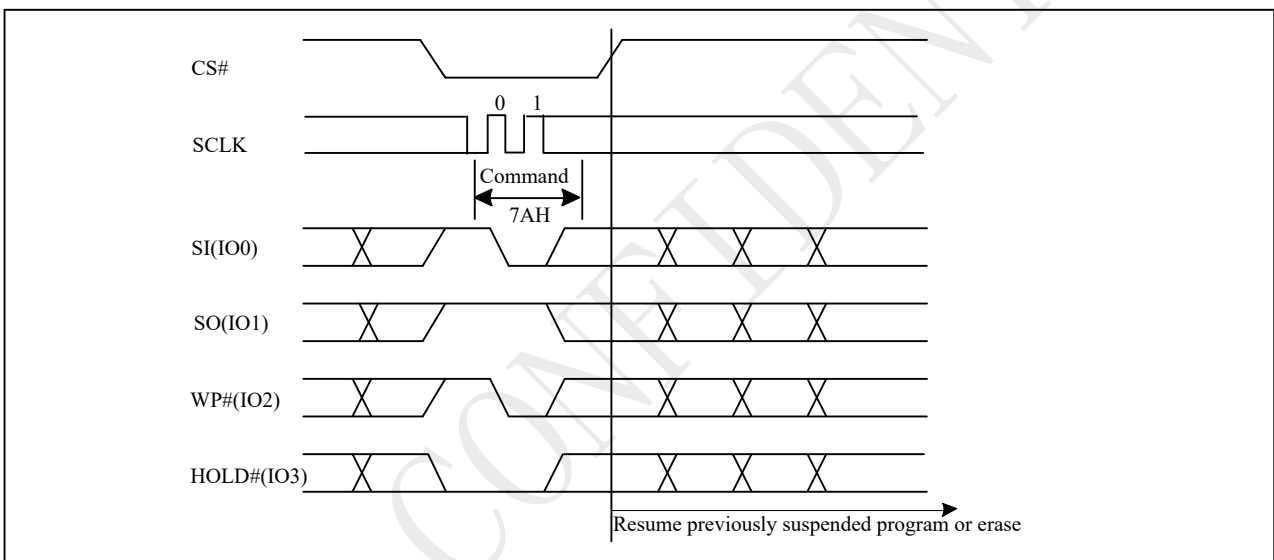 CS#
0 1
SCLK
Command
7AH
SI(IO0)
SO(IO1)
WP#(IO2)
HOLD#(IO3)
Resume previously suspended program or erase
CONFIDENT